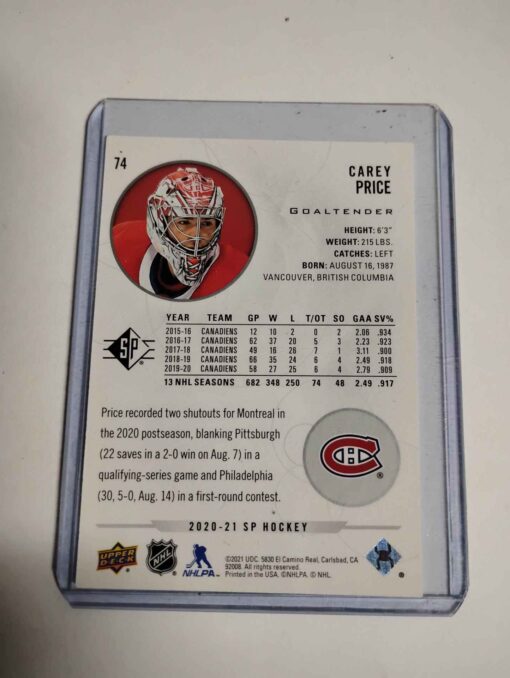 74
CAREY
PRICE
GOALTENDER
HEIGHT: 6'3"
WEIGHT: 215 LBS.
CATCHES: LEFT
BORN: AUGUST 16, 1987
VANCOUVER, BRITISH COLUMBIA
SP
YEAR TEAM GP W L T/OT SO GAA SV%
2015-16 CANADIENS 12 10 2 0 2 2.06 .934
2016-17 CANADIENS 62 37 20 5 3 2.23 .923
2017-18 CANADIENS 49 16 26 7 1 3.11 .900
2018-19 CANADIENS 66 35 24 6 4 2.49 .918
2019-20 CANADIENS 58 27 25 6 4 2.79 .909
13 NHL SEASONS 682 348 250 74 48 2.49 .917
Price recorded two shutouts for Montreal in
the 2020 postseason, blanking Pittsburgh
(22 saves in a 2-0 win on Aug. 7) in a
qualifying-series game and Philadelphia
(30, 5-0, Aug. 14) in a first-round contest.
2020-21 SP HOCKEY
UPPER
DECK
NHL
NHLPA
©2021 UDC. 5830 El Camino Real, Carlsbad, CA
92008. All rights reserved.
Printed in the USA. ©NHLPA. © NHL.